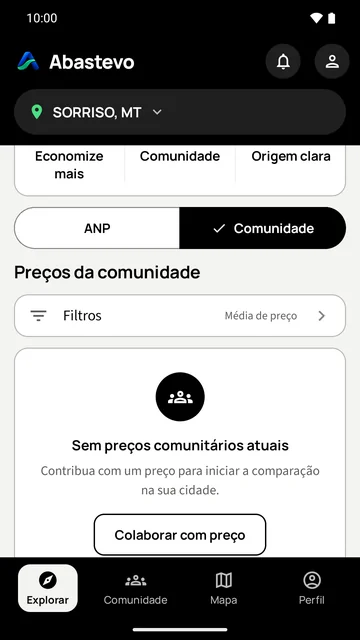 10:00
Abastevo
SORRISO, MT
Economize
mais
Comunidade
Origem clara
ANP
Comunidade
Preços da comunidade
Filtros
Média de preço
Sem preços comunitários atuais
Contribua com um preço para iniciar a comparação
na sua cidade.
Colaborar com preço
Explorar
Comunidade
Mapa
Perfil